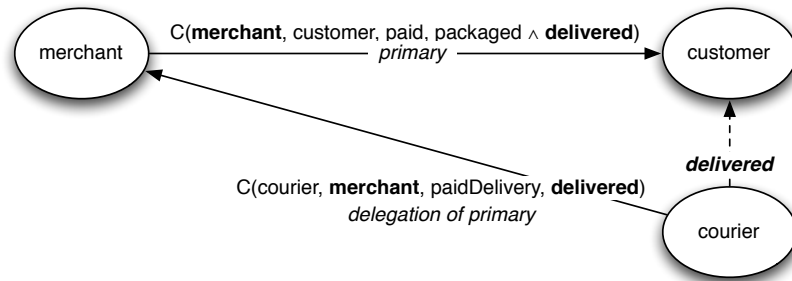 merchant
C(merchant, customer, paid, packaged ∧ delivered)
primary
customer
delivered
C(courier, merchant, paidDelivery, delivered)
delegation of primary
courier